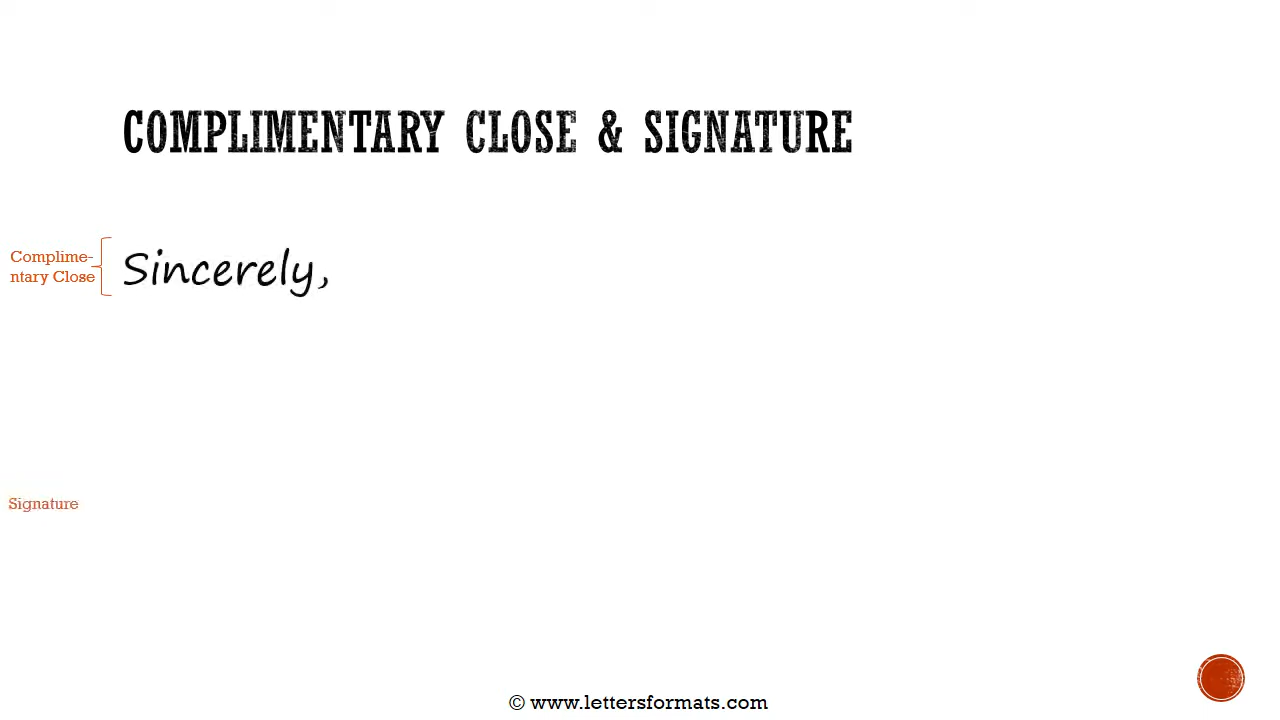 COMPLIMENTARY CLOSE & SIGNATURE
Complime-
ntary Close
Sincerely,
Signature
© www.lettersformats.com